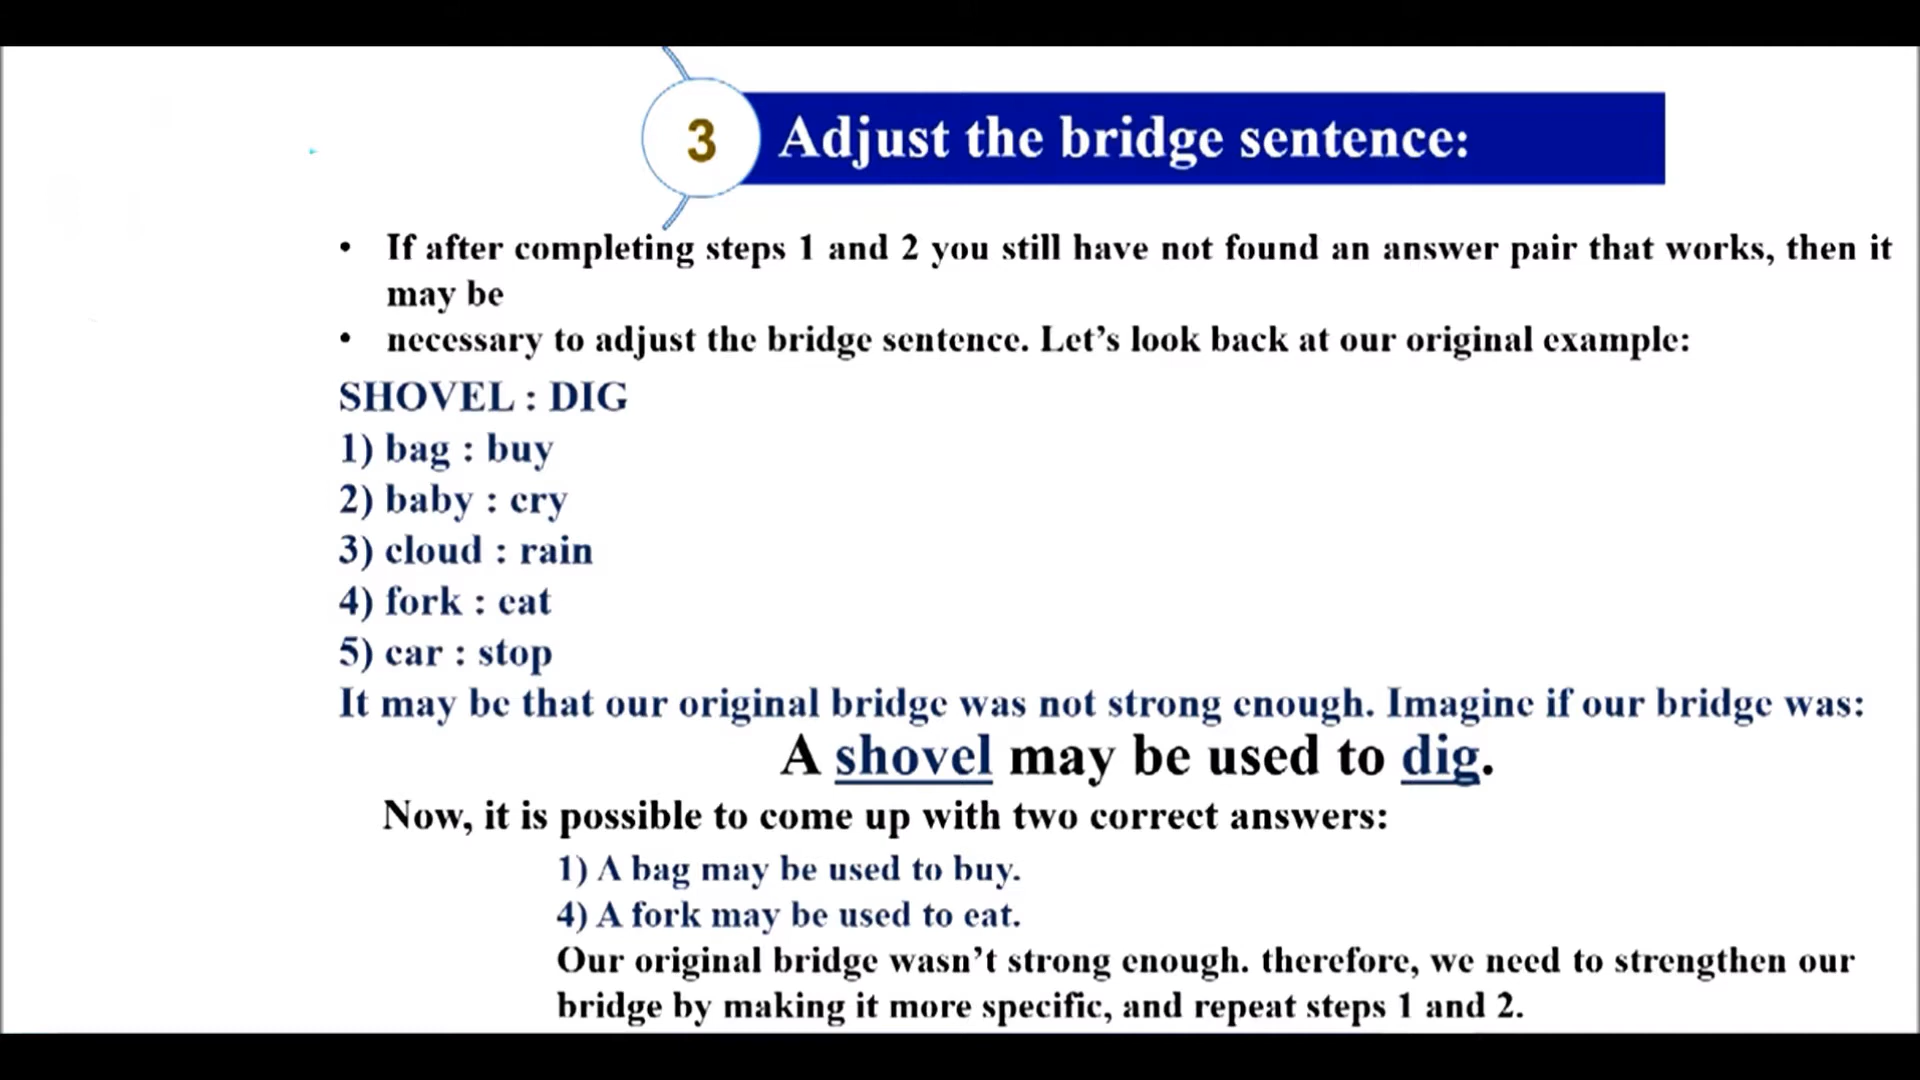 3 Adjust the bridge sentence:
• If after completing steps 1 and 2 you still have not found an answer pair that works, then it
may be
• necessary to adjust the bridge sentence. Let’s look back at our original example:
SHOVEL : DIG
1) bag : buy
2) baby : cry
3) cloud : rain
4) fork : eat
5) car : stop
It may be that our original bridge was not strong enough. Imagine if our bridge was:
A shovel may be used to dig.
Now, it is possible to come up with two correct answers:
1) A bag may be used to buy.
4) A fork may be used to eat.
Our original bridge wasn’t strong enough. therefore, we need to strengthen our
bridge by making it more specific, and repeat steps 1 and 2.